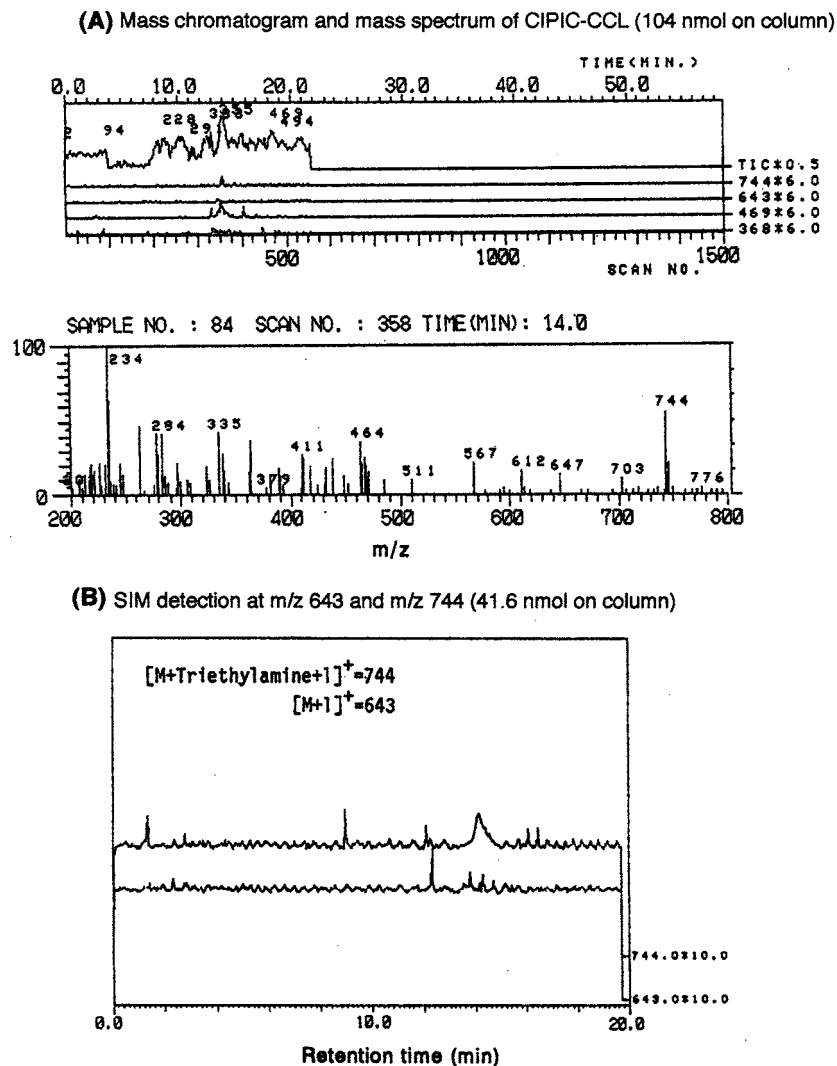 (A) Mass chromatogram and mass spectrum of CIPIC-CCL (104 nmol on column)
TIME(MIN.)
0.0 10.0 20.0 30.0 40.0 50.0
94 228 29 469 494
TIC*0.5
744*6.0
643*6.0
469*6.0
368*6.0
500 1000 1500
SCAN NO.
SAMPLE NO. : 84 SCAN NO. : 358 TIME(MIN): 14.0
100
234 284 335 379 411 464 511 567 612 647 703 744 776
0
200 300 400 500 600 700 800
m/z
(B) SIM detection at m/z 643 and m/z 744 (41.6 nmol on column)
[M+Triethylamine+1]+=744
[M+1]+=643
744.0*10.0
643.0*10.0
0.0 10.0 20.0
Retention time (min)